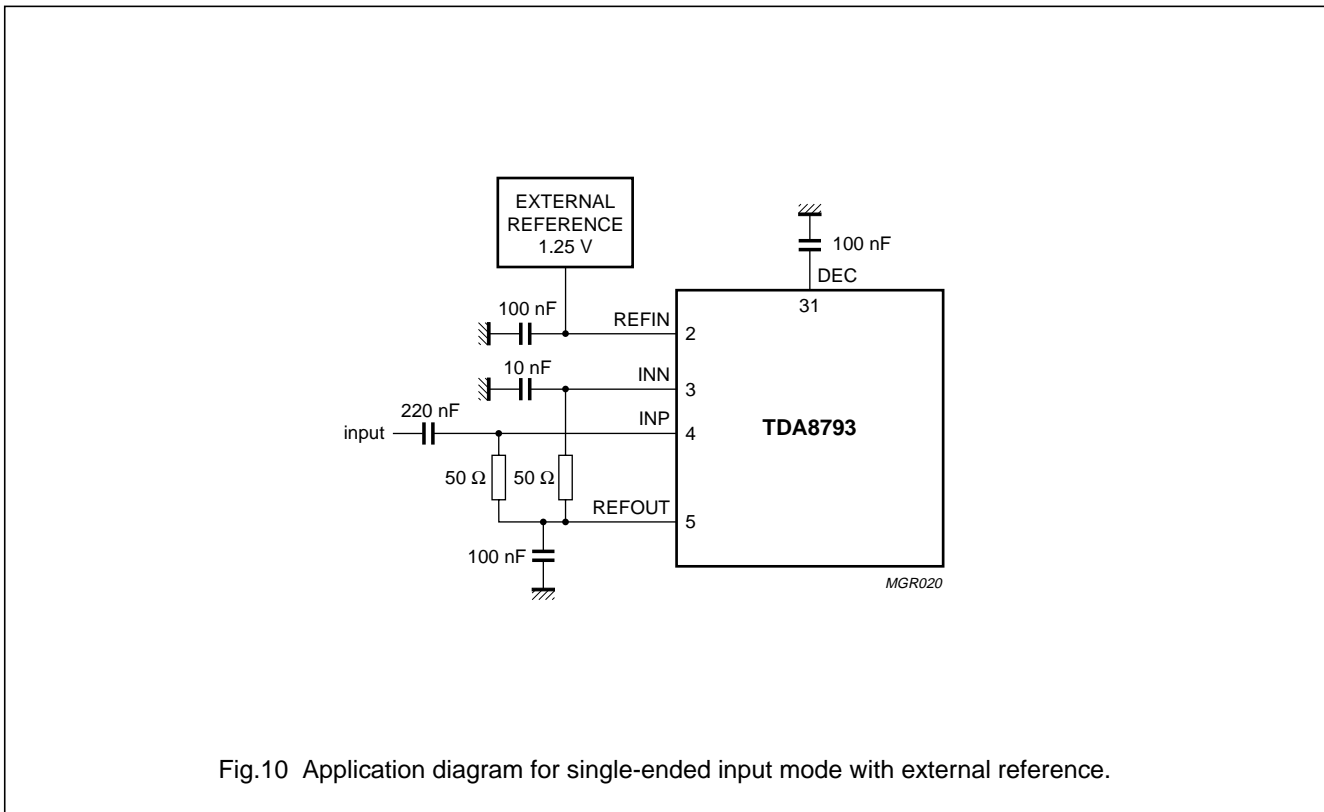 EXTERNAL
REFERENCE
1.25 V
100 nF
DEC
31
100 nF
REFIN
2
10 nF
INN
3
220 nF
INP
input
4
TDA8793
50 Ω
50 Ω
REFOUT
5
100 nF
MGR020
Fig.10 Application diagram for single-ended input mode with external reference.